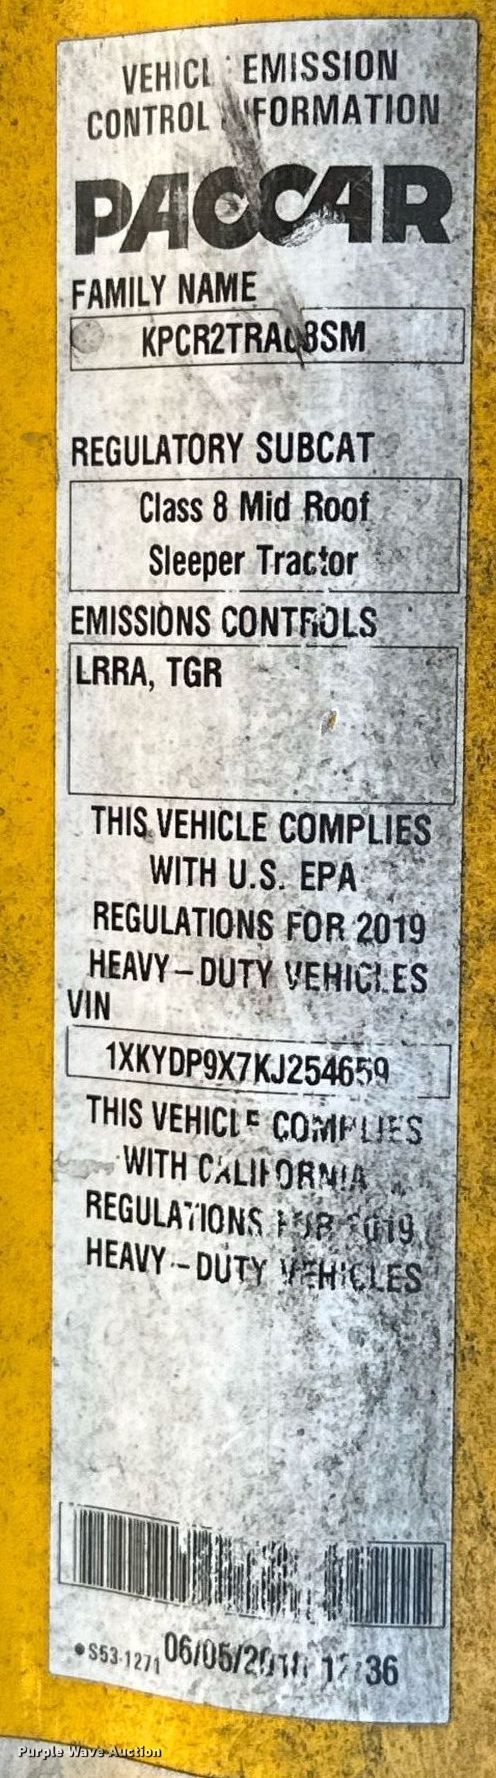 VEHICLE EMISSION
CONTROL INFORMATION
PACCAR
FAMILY NAME
REGULATORY SUBCAT
Class 8 Mid Roof
Sleeper Tractor
EMISSIONS CONTROLS
LRRA, TGR
THIS VEHICLE COMPLIES
WITH U.S. EPA
REGULATIONS FOR 2019
HEAVY-DUTY VEHICLES
VIN
1XKYDP9X7KJ254659
THIS VEHICLE COMPLIES
WITH CALIFORNIA
REGULATIONS FOR 2019
HEAVY-DUTY VEHICLES
•S53-1271
Purple Wave Auction